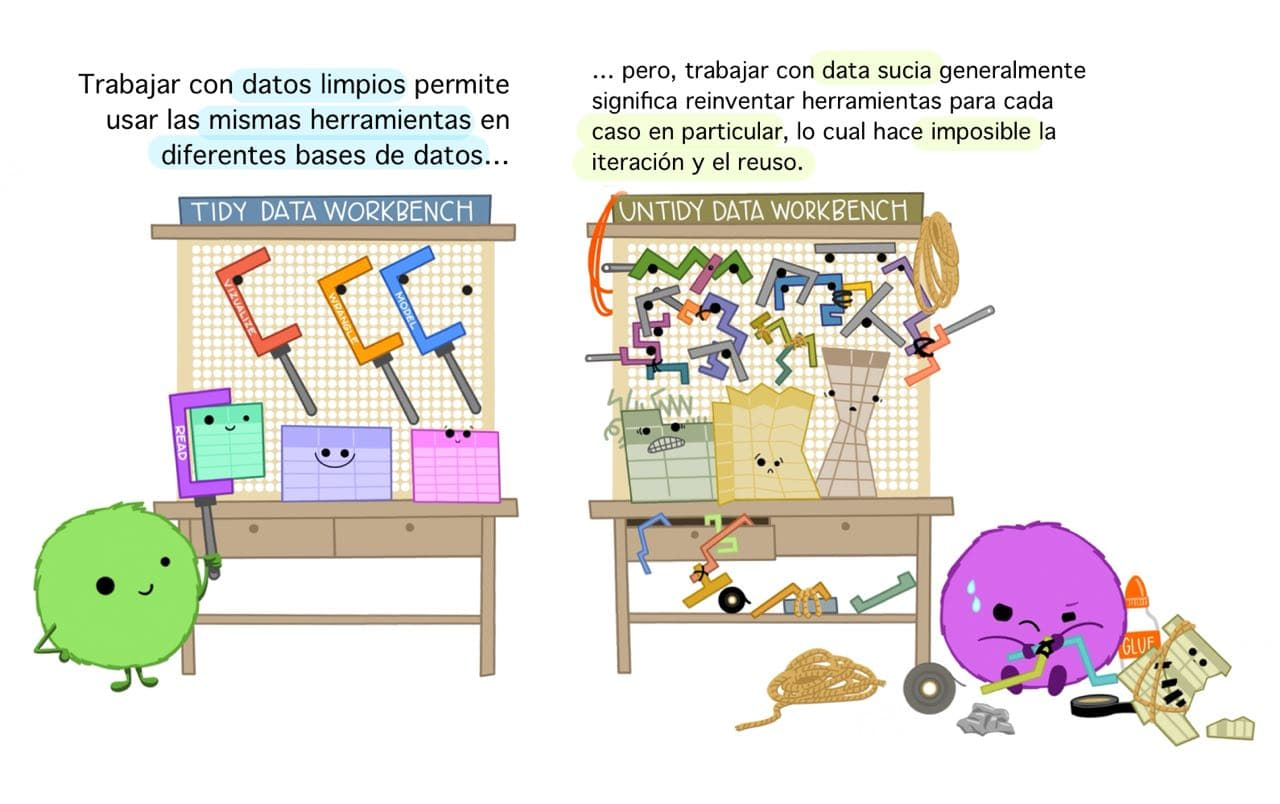 Trabajar con datos limpios permite
usar las mismas herramientas en
diferentes bases de datos...
... pero, trabajar con data sucia generalmente
significa reinventar herramientas para cada
caso en particular, lo cual hace imposible la
iteración y el reuso.
TIDY DATA WORKBENCH
VIZUALIZE
WRANGLE
MODEL
READ
UNTIDY DATA WORKBENCH
GLUE